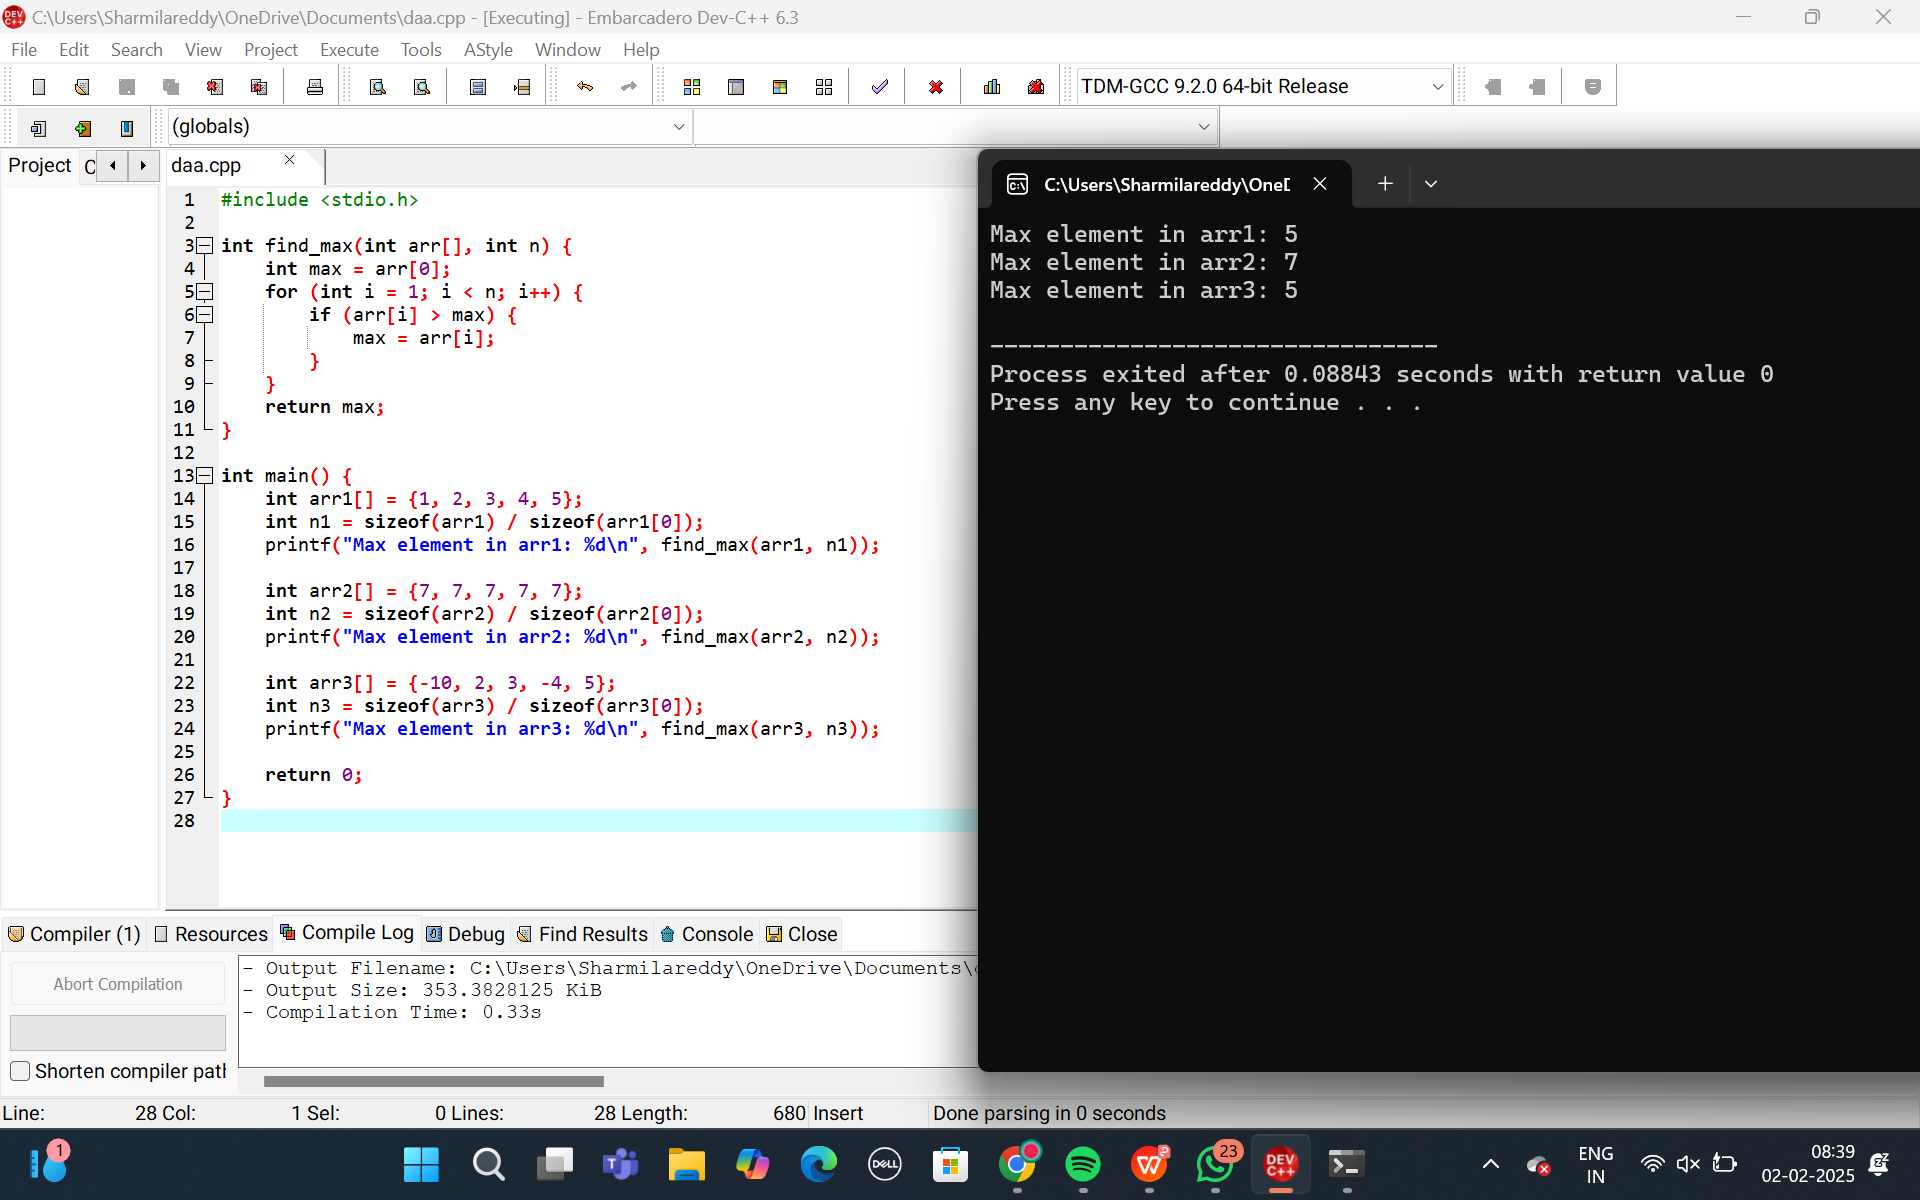 C:\Users\Sharmilareddy\OneDrive\Documents\daa.cpp - [Executing] - Embarcadero Dev-C++ 6.3
File Edit Search View Project Execute Tools AStyle Window Help
TDM-GCC 9.2.0 64-bit Release
(globals)
Project
daa.cpp
1 #include <stdio.h>
2
3 int find_max(int arr[], int n) {
4 int max = arr[0];
5 for (int i = 1; i < n; i++) {
6 if (arr[i] > max) {
7 max = arr[i];
8 }
9 }
10 return max;
11 }
12
13 int main() {
14 int arr1[] = {1, 2, 3, 4, 5};
15 int n1 = sizeof(arr1) / sizeof(arr1[0]);
16 printf("Max element in arr1: %d\n", find_max(arr1, n1));
17
18 int arr2[] = {7, 7, 7, 7, 7};
19 int n2 = sizeof(arr2) / sizeof(arr2[0]);
20 printf("Max element in arr2: %d\n", find_max(arr2, n2));
21
22 int arr3[] = {-10, 2, 3, -4, 5};
23 int n3 = sizeof(arr3) / sizeof(arr3[0]);
24 printf("Max element in arr3: %d\n", find_max(arr3, n3));
25
26 return 0;
27 }
28
C:\Users\Sharmilareddy\OneD
Max element in arr1: 5
Max element in arr2: 7
Max element in arr3: 5
--------------------------------
Process exited after 0.08843 seconds with return value 0
Press any key to continue . . .
Compiler (1) Resources Compile Log Debug Find Results Console Close
Abort Compilation
Shorten compiler path
- Output Filename: C:\Users\Sharmilareddy\OneDrive\Documents\
- Output Size: 353.3828125 KiB
- Compilation Time: 0.33s
Line: 28 Col: 1 Sel: 0 Lines: 28 Length: 680 Insert Done parsing in 0 seconds
1
DELL
23
DEV
C++
ENG
IN
08:39
02-02-2025